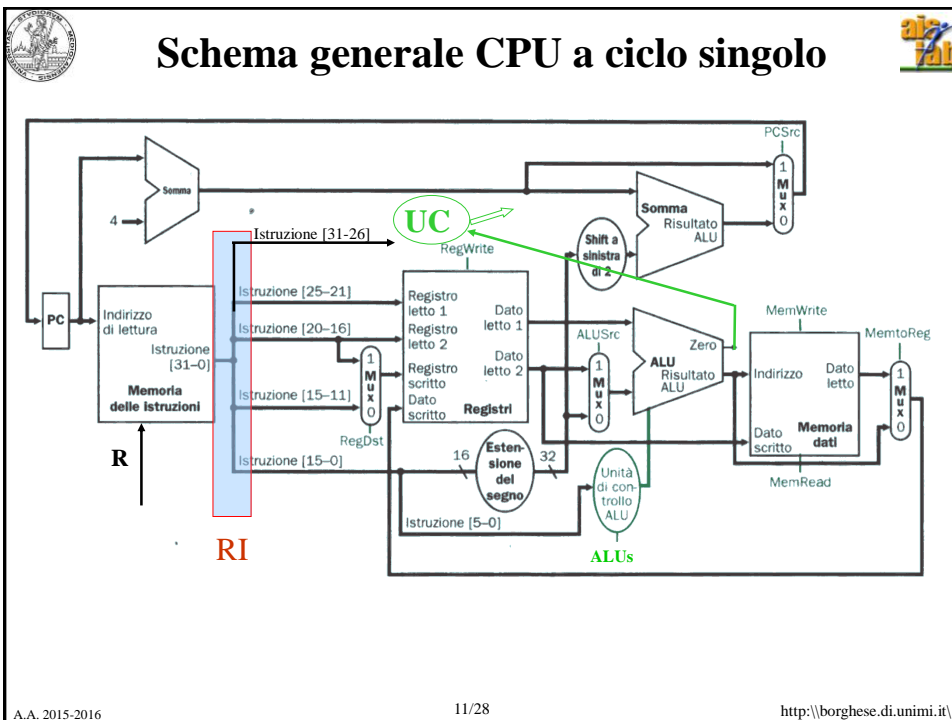 Schema generale CPU a ciclo singolo
PCSrc
1
Mux
0
Somma
4
Somma
Risultato
ALU
Shift a
sinistra
di 2
UC
Istruzione [31-26]
RegWrite
PC
Indirizzo
di lettura
Istruzione
[31–0]
Memoria
delle istruzioni
R
RI
Istruzione [25–21]
Istruzione [20–16]
Istruzione [15–11]
Istruzione [15–0]
Istruzione [5–0]
1
Mux
0
RegDst
Registro
letto 1
Registro
letto 2
Registro
scritto
Dato
scritto
Dato
letto 1
Dato
letto 2
Registri
16
Esten-
sione
del
segno
32
ALUSrc
1
Mux
0
Zero
ALU
Risultato
ALU
Unità
di con-
trollo
ALU
ALUs
MemWrite
Indirizzo
Dato
letto
Dato
scritto
Memoria
dati
MemRead
MemtoReg
1
Mux
0
A.A. 2015-2016
11/28
http:\\borghese.di.unimi.it\